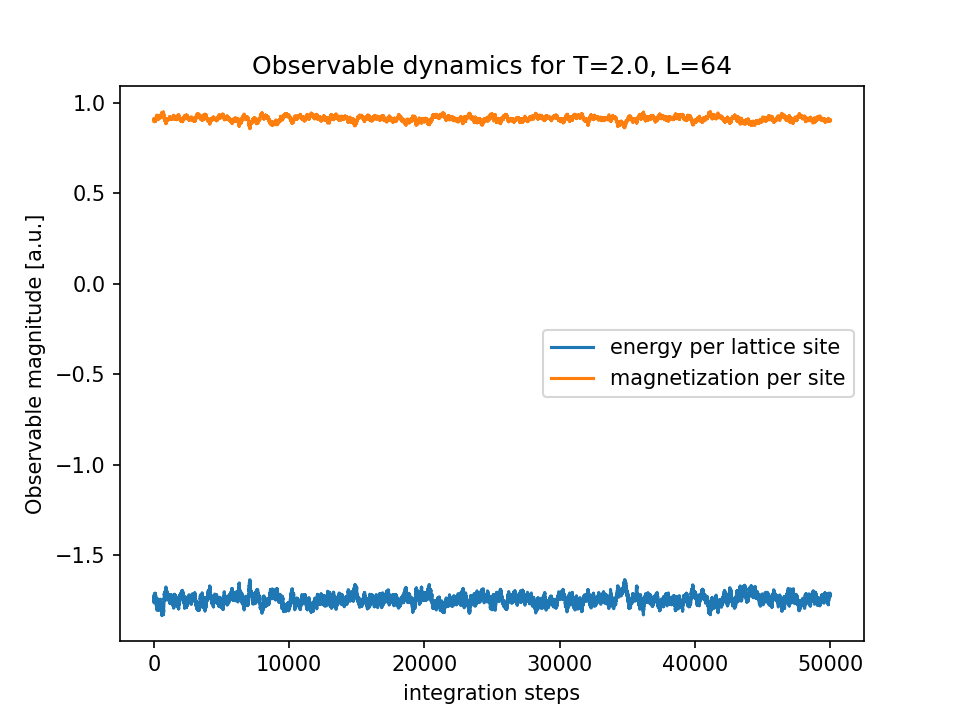 Observable dynamics for T=2.0, L=64
1.0
0.5
0.0
−0.5
−1.0
−1.5
Observable magnitude [a.u.]
energy per lattice site
magnetization per site
0 10000 20000 30000 40000 50000
integration steps